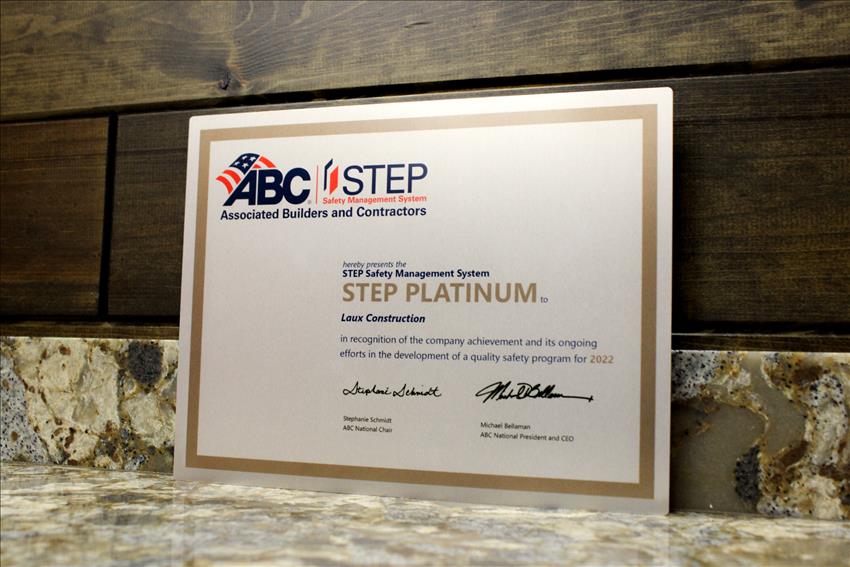 ABC STEP
Safety Management System
Associated Builders and Contractors
hereby presents the
STEP Safety Management System
STEP PLATINUM to
Laux Construction
in recognition of the company achievement and its ongoing
efforts in the development of a quality safety program for 2022
Stephanie Schmidt
Stephanie Schmidt
ABC National Chair
Michael Bellaman
ABC National President and CEO